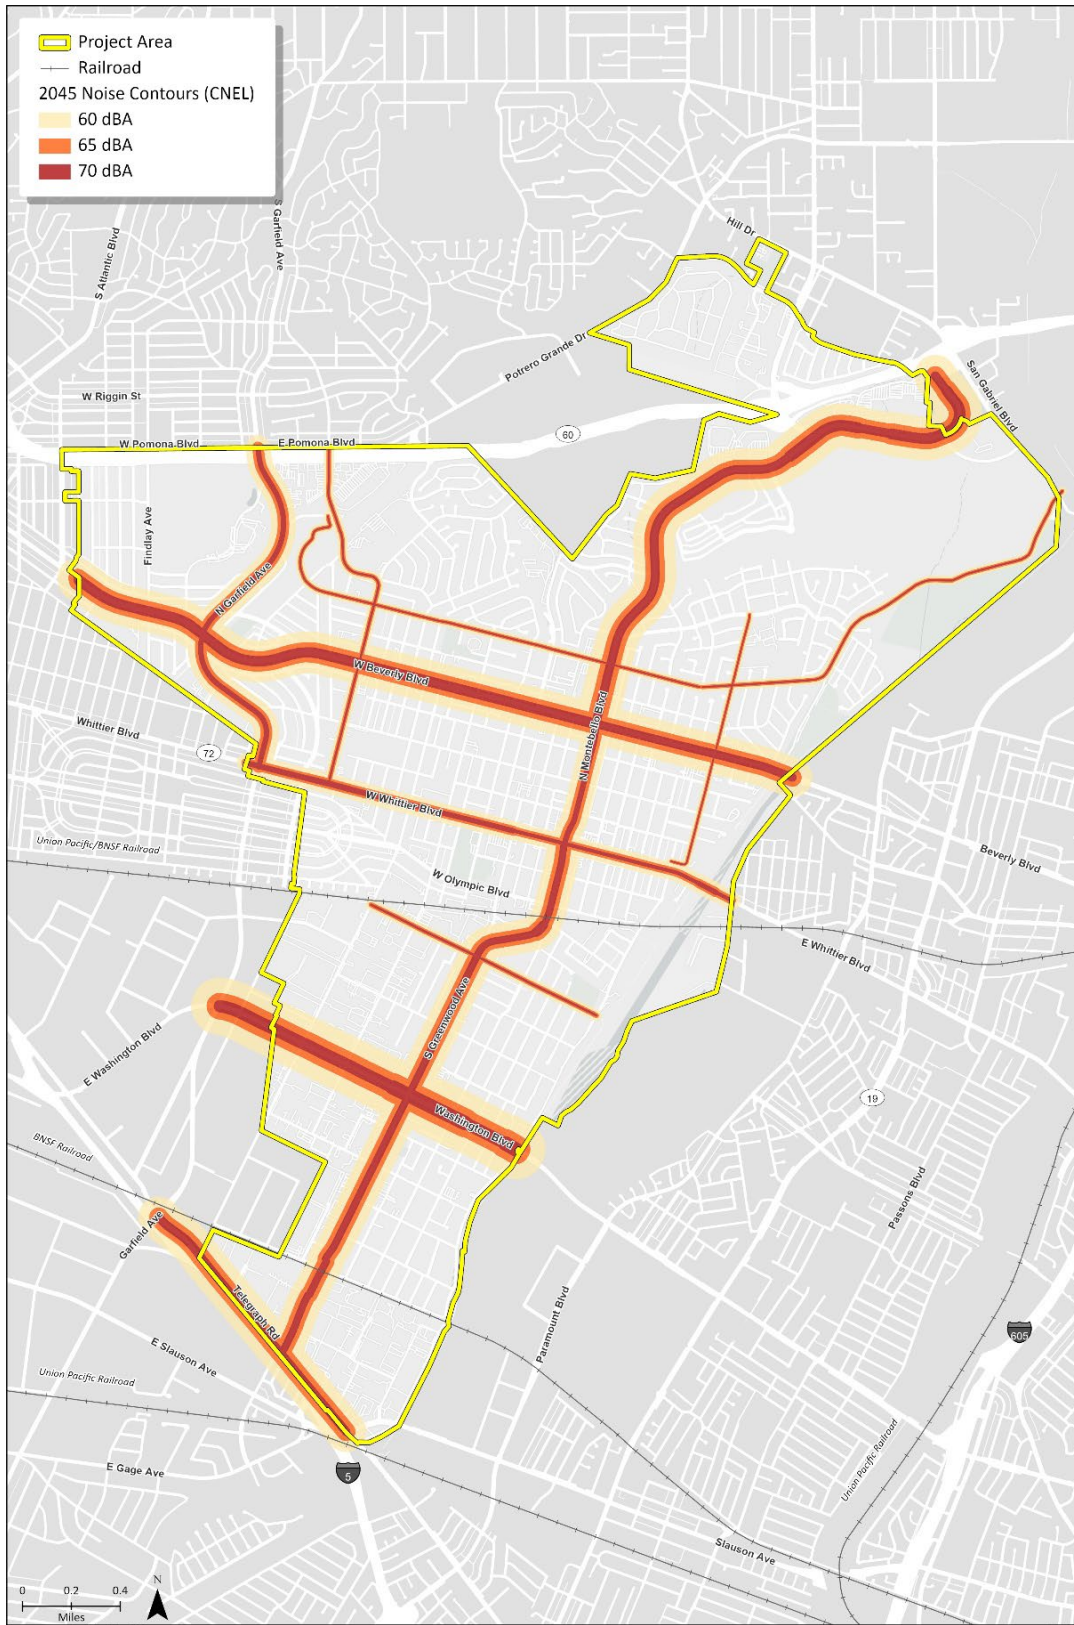 Project Area
Railroad
2045 Noise Contours (CNEL)
60 dBA
65 dBA
70 dBA
S Garfield Ave
S Atlantic Blvd
Hill Dr
Potrero Grande Dr
San Gabriel Blvd
W Riggin St
W Pomona Blvd
E Pomona Blvd
60
Findlay Ave
N Garfield Ave
W Beverly Blvd
N Montebello Blvd
Whittier Blvd
72
W Whittier Blvd
Union Pacific/BNSF Railroad
Beverly Blvd
W Olympic Blvd
E Whittier Blvd
S Greenwood Ave
E Washington Blvd
Washington Blvd
19
BNSF Railroad
Passons Blvd
Garfield Ave
Telegraph Rd
Paramount Blvd
605
E Slauson Ave
Union Pacific Railroad
E Gage Ave
5
Union Pacific Railroad
Slauson Ave
0 0.2 0.4
Miles
N